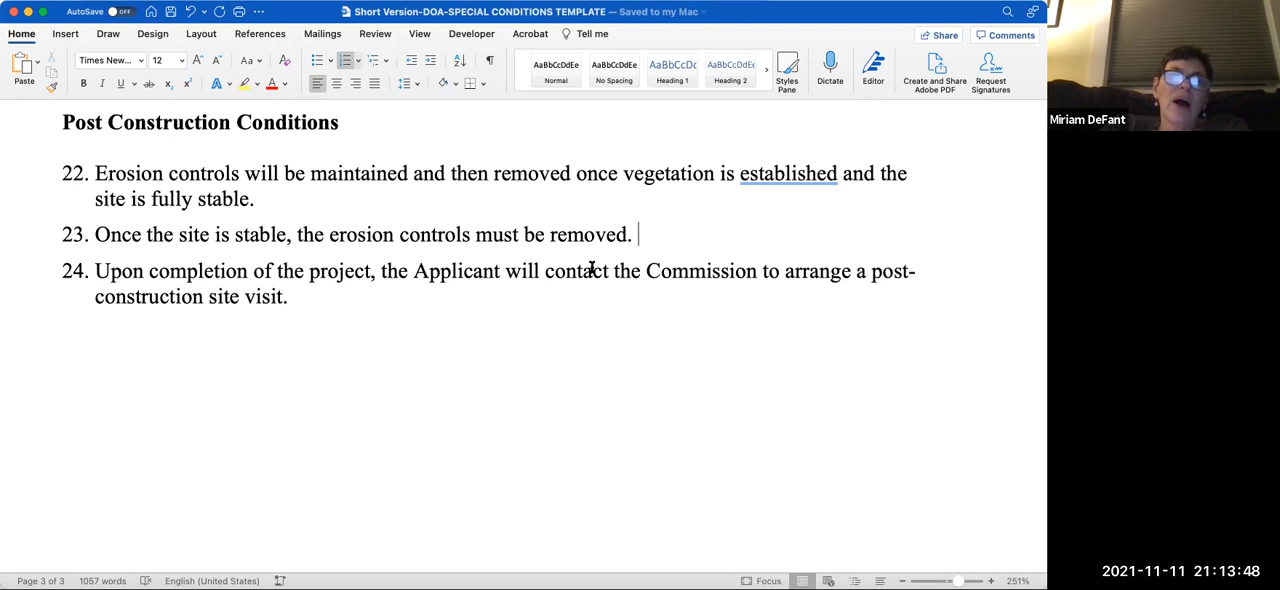 AutoSave OFF
Short Version-DOA-SPECIAL CONDITIONS TEMPLATE — Saved to my Mac
Home Insert Draw Design Layout References Mailings Review View Developer Acrobat Tell me
Share Comments
Paste
Times New... 12 Aa
AaBbCcDdEe AaBbCcDdEe AaBbCcDc AaBbCcDdEe
Normal No Spacing Heading 1 Heading 2
Styles Pane
Dictate
Editor
Create and Share Adobe PDF
Request Signatures
Miriam DeFant
Post Construction Conditions
22. Erosion controls will be maintained and then removed once vegetation is established and the
site is fully stable.
23. Once the site is stable, the erosion controls must be removed.
24. Upon completion of the project, the Applicant will contact the Commission to arrange a post-
construction site visit.
2021-11-11 21:13:48
Page 3 of 3 1057 words English (United States) Focus 251%